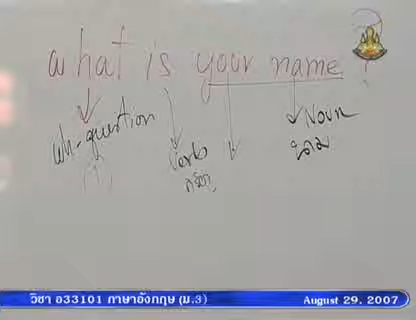 what is your name ?
wh-question
Verb
กริยา
Noun
นาม
วิชา อ33101 ภาษาอังกฤษ (ม.3)
August 29, 2007